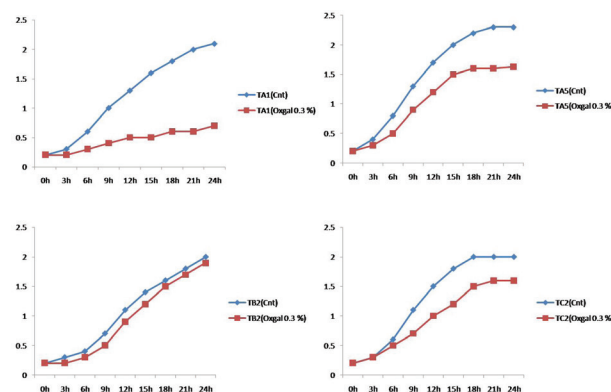 2.5
2
1.5
1
0.5
0
0h 3h 6h 9h 12h 15h 18h 21h 24h
TA1(Cnt)
TA1(Oxgal 0.3 %)
2.5
2
1.5
1
0.5
0
0h 3h 6h 9h 12h 15h 18h 21h 24h
TA5(Cnt)
TA5(Oxgal 0.3 %)
2.5
2
1.5
1
0.5
0
0h 3h 6h 9h 12h 15h 18h 21h 24h
TB2(Cnt)
TB2(Oxgal 0.3 %)
2.5
2
1.5
1
0.5
0
0h 3h 6h 9h 12h 15h 18h 21h 24h
TC2(Cnt)
TC2(Oxgal 0.3 %)